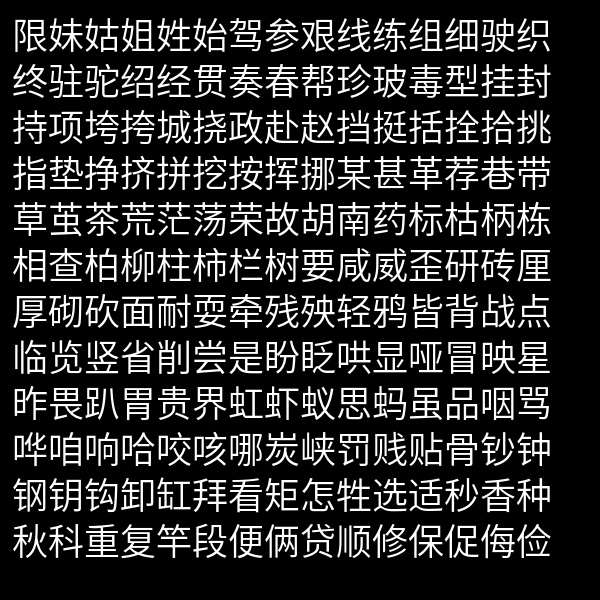 限妹姑姐姓始驾参艰线练组细驶织
终驻驼绍经贯奏春帮珍玻毒型挂封
持项垮挎城挠政赴赵挡挺括拴拾挑
指垫挣挤拼挖按挥挪某甚革荐巷带
草茧茶荒茫荡荣故胡南药标枯柄栋
相查柏柳柱柿栏树要咸威歪研砖厘
厚砌砍面耐耍牵残殃轻鸦皆背战点
临览竖省削尝是盼眨哄显哑冒映星
昨畏趴胃贵界虹虾蚁思蚂虽品咽骂
哗咱响哈咬咳哪炭峡罚贱贴骨钞钟
钢钥钩卸缸拜看矩怎牲选适秒香种
秋科重复竿段便俩贷顺修保促侮俭